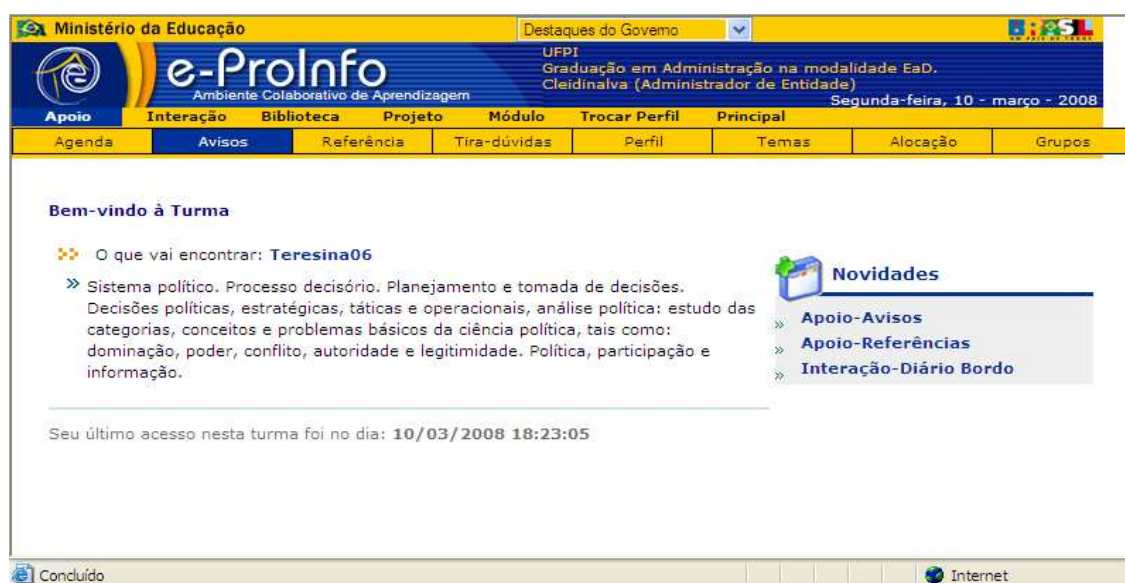 Ministério da Educação
Destaques do Governo
BRASL
UM PAÍS DE TODOS
e-ProInfo
Ambiente Colaborativo de Aprendizagem
UFPI
Graduação em Administração na modalidade EaD.
Cleidinalva (Administrador de Entidade)
Segunda-feira, 10 - março - 2008
Apoio Interação Biblioteca Projeto Módulo Trocar Perfil Principal
Agenda Avisos Referência Tira-dúvidas Perfil Temas Alocação Grupos
Bem-vindo à Turma
O que vai encontrar: Teresina06
Sistema político. Processo decisório. Planejamento e tomada de decisões.
Decisões políticas, estratégicas, táticas e operacionais, análise política: estudo das
categorias, conceitos e problemas básicos da ciência política, tais como:
dominação, poder, conflito, autoridade e legitimidade. Política, participação e
informação.
Novidades
Apoio-Avisos
Apoio-Referências
Interação-Diário Bordo
Seu último acesso nesta turma foi no dia: 10/03/2008 18:23:05
Concluído
Internet